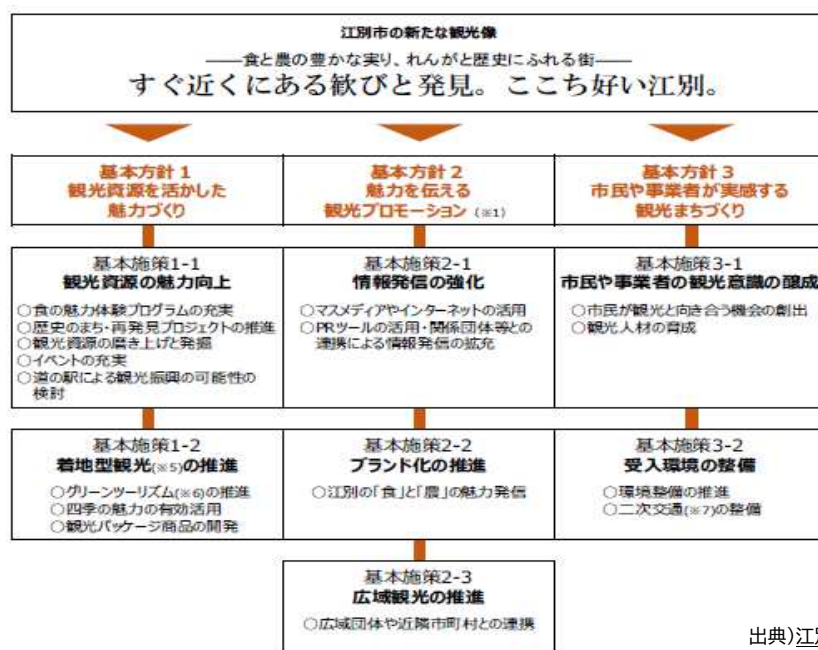 江別市の新たな観光像
――食と農の豊かな実り、れんがと歴史にふれる街――
すぐ近くにある歓びと発見。ここち好い江別。
基本方針1
観光資源を活かした
魅力づくり
基本施策1-1
観光資源の魅力向上
○食の魅力体験プログラムの充実
○歴史のまち・再発見プロジェクトの推進
○観光資源の磨き上げと発掘
○イベントの充実
○道の駅による観光振興の可能性の
検討
基本施策1-2
着地型観光(※5)の推進
○グリーンツーリズム(※6)の推進
○四季の魅力の有効活用
○観光パッケージ商品の開発
基本方針2
魅力を伝える
観光プロモーション(※1)
基本施策2-1
情報発信の強化
○マスメディアやインターネットの活用
○PRツールの活用・関係団体等との
連携による情報発信の拡充
基本施策2-2
ブランド化の推進
○江別の「食」と「農」の魅力発信
基本施策2-3
広域観光の推進
○広域団体や近隣市町村との連携
基本方針3
市民や事業者が実感する
観光まちづくり
基本施策3-1
市民や事業者の観光意識の醸成
○市民が観光と向き合う機会の創出
○観光人材の育成
基本施策3-2
受入環境の整備
○環境整備の推進
○二次交通(※7)の整備
出典)江別